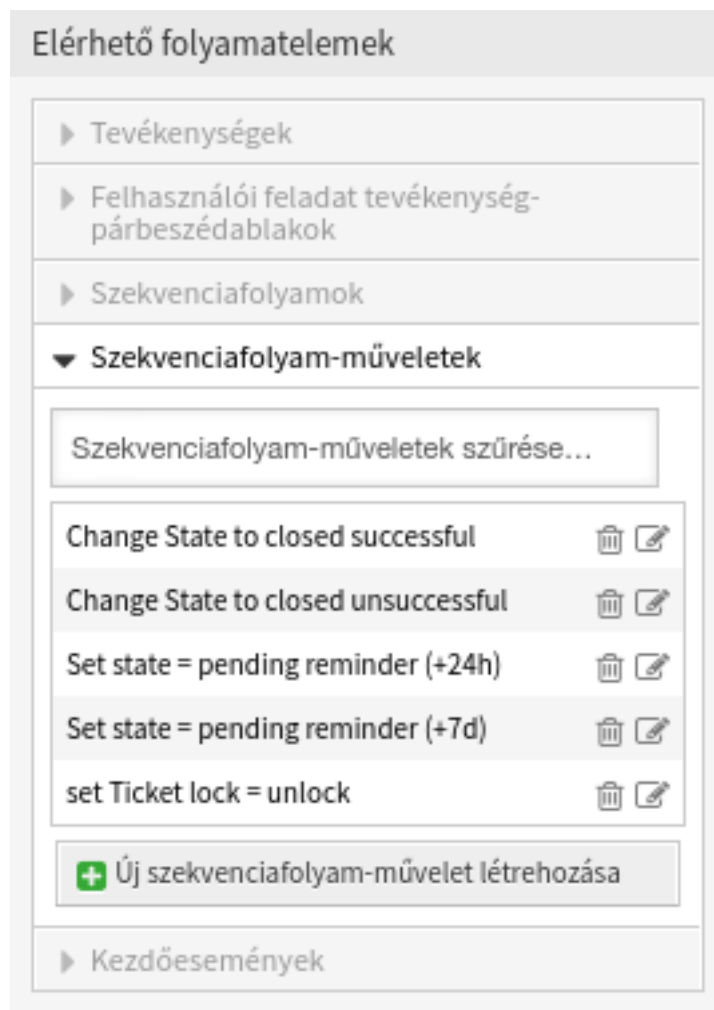 Elérhető folyamatelemek
Tevékenységek
Felhasználói feladat tevékenység-
párbeszédablakok
Szekvenciafolyamok
Szekvenciafolyam-műveletek
Szekvenciafolyam-műveletek szűrése...
Change State to closed successful
Change State to closed unsuccessful
Set state = pending reminder (+24h)
Set state = pending reminder (+7d)
set Ticket lock = unlock
Új szekvenciafolyam-művelet létrehozása
Kezdőesemények